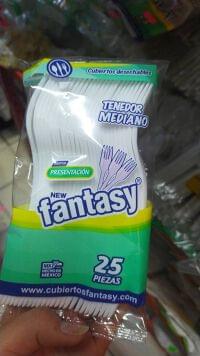 Cubiertos desechables
TENEDOR
MEDIANO
PRESENTACIÓN
NEW
fantasy®
HECHO EN
MÉXICO
25
PIEZAS
www.cubiertosfantasy.com